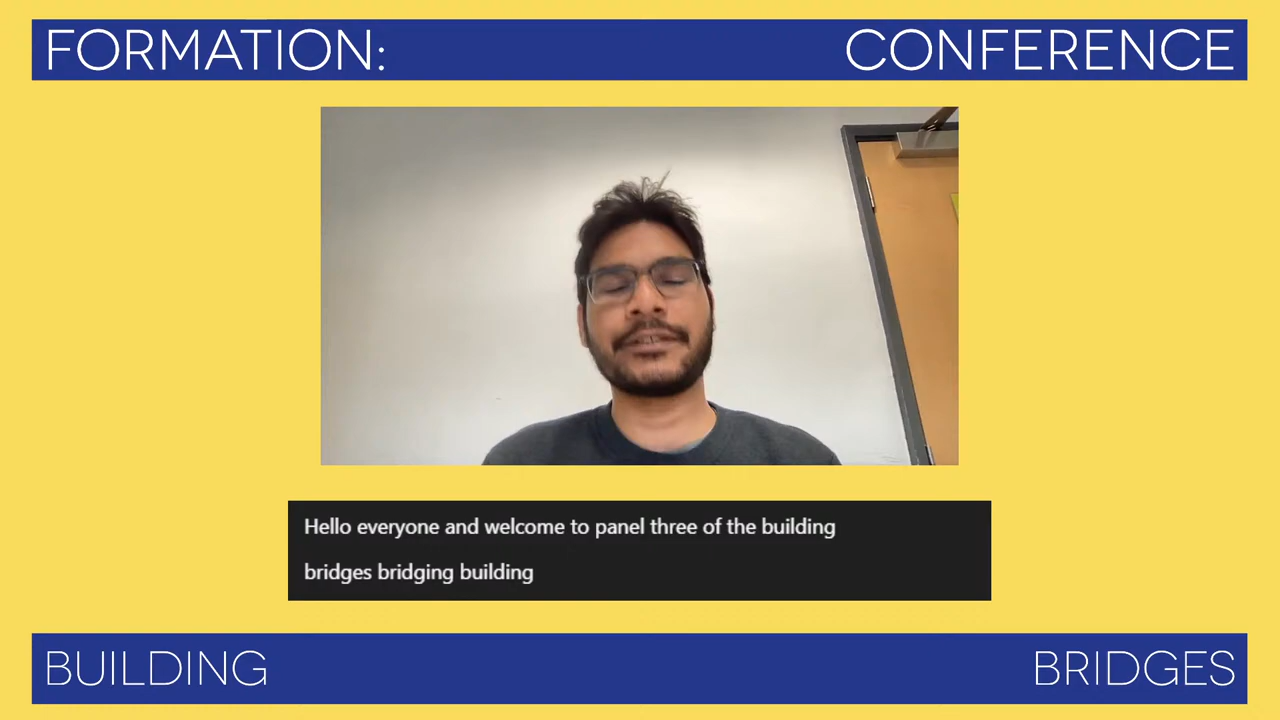 FORMATION: CONFERENCE
Hello everyone and welcome to panel three of the building
bridges bridging building
BUILDING BRIDGES